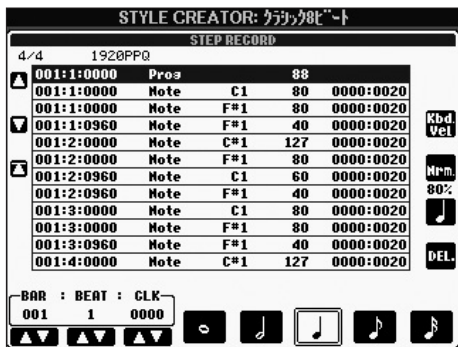 STYLE CREATOR: ｸﾗｼｯｸ8ﾋﾞｰﾄ
STEP RECORD
4/4 1920PPQ
001:1:0000 Prog 88
001:1:0000 Note C1 80 0000:0020
001:1:0000 Note F#1 80 0000:0020
001:1:0960 Note F#1 40 0000:0020
001:2:0000 Note C#1 127 0000:0020
001:2:0000 Note F#1 80 0000:0020
001:2:0960 Note C1 60 0000:0020
001:2:0960 Note F#1 40 0000:0020
001:3:0000 Note C1 80 0000:0020
001:3:0000 Note F#1 80 0000:0020
001:3:0960 Note F#1 40 0000:0020
001:4:0000 Note C#1 127 0000:0020
Kbd.
Vel
Nrm.
80%
DEL.
BAR : BEAT : CLK
001 1 0000